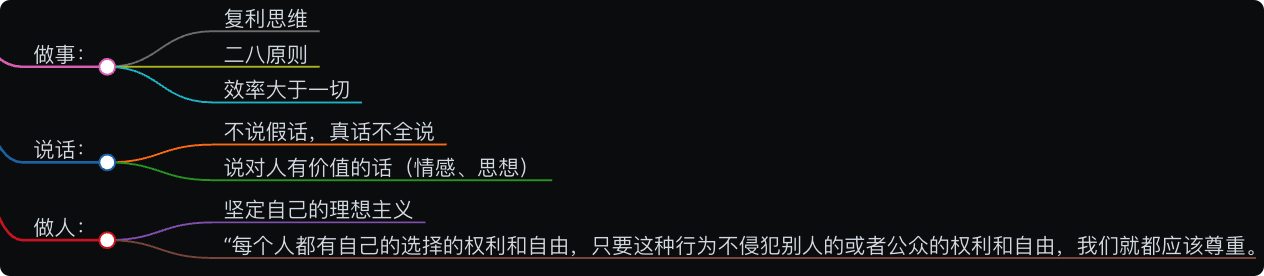 做事：
复利思维
二八原则
效率大于一切
说话：
不说假话，真话不全说
说对人有价值的话（情感、思想）
做人：
坚定自己的理想主义
“每个人都有自己的选择的权利和自由，只要这种行为不侵犯别人的或者公众的权利和自由，我们就都应该尊重。